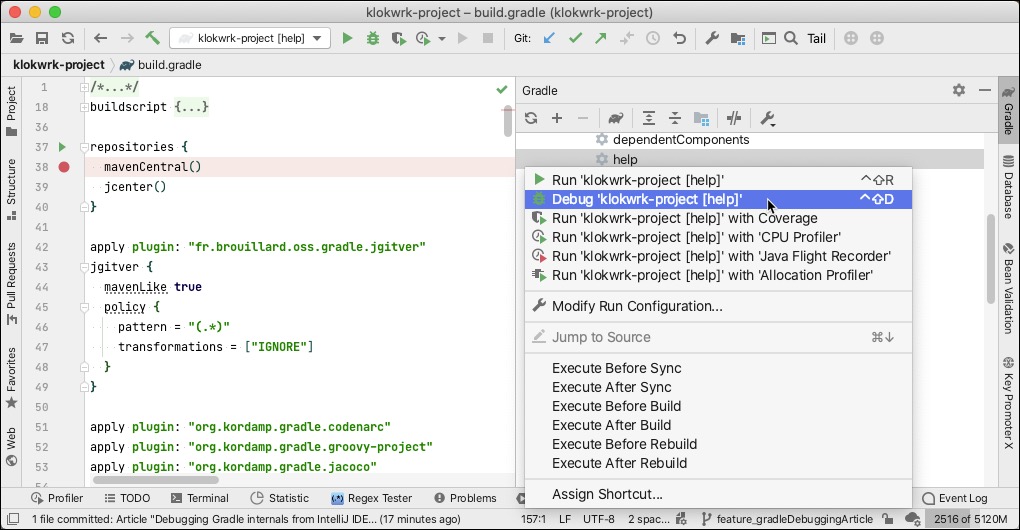 klokwrk-project – build.gradle (klokwrk-project)
klokwrk-project [help]
Git:
Tail
klokwrk-project
build.gradle
Project
Structure
Pull Requests
Favorites
Web
1 /*...*/
18 buildscript {...}
36
37 repositories {
38 mavenCentral()
39 jcenter()
40 }
41
42 apply plugin: "fr.brouillard.oss.gradle.jgitver"
43 jgitver {
44 mavenLike true
45 policy {
46 pattern = "(.*)"
47 transformations = ["IGNORE"]
48 }
49 }
50
51 apply plugin: "org.kordamp.gradle.codenarc"
52 apply plugin: "org.kordamp.gradle.groovy-project"
53 apply plugin: "org.kordamp.gradle.jacoco"
Gradle
dependentComponents
help
Run 'klokwrk-project [help]' ^⇧R
Debug 'klokwrk-project [help]' ^⇧D
Run 'klokwrk-project [help]' with Coverage
Run 'klokwrk-project [help]' with 'CPU Profiler'
Run 'klokwrk-project [help]' with 'Java Flight Recorder'
Run 'klokwrk-project [help]' with 'Allocation Profiler'
Modify Run Configuration...
Jump to Source ⌘↓
Execute Before Sync
Execute After Sync
Execute Before Build
Execute After Build
Execute Before Rebuild
Execute After Rebuild
Assign Shortcut...
Gradle
Database
Bean Validation
Key Promoter X
Profiler
TODO
Terminal
Statistic
Regex Tester
Problems
Event Log
1 file committed: Article "Debugging Gradle internals from IntelliJ IDE... (17 minutes ago)
157:1
LF
UTF-8
2 spac...
feature_gradleDebuggingArticle
2516 of 5120M